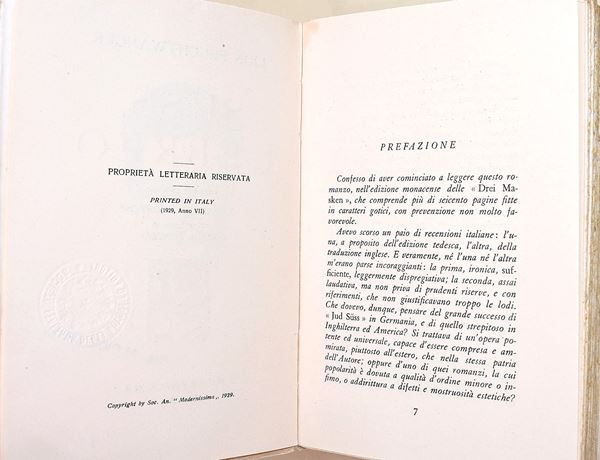 PROPRIETÀ LETTERARIA RISERVATA
PRINTED IN ITALY
(1929, Anno VII)
Copyright by Soc. An. “ Modernissima „, 1929.
PREFAZIONE
Confesso di aver cominciato a leggere questo ro-
manzo, nell'edizione monacense delle « Drei Ma-
sken », che comprende più di seicento pagine fitte
in caratteri gotici, con prevenzione non molto fa-
vorevole.
Avevo scorso un paio di recensioni italiane: l'u-
na, a proposito dell'edizione tedesca, l'altra, della
traduzione inglese. E veramente, né l'una né l'altra
m'erano parse incoraggianti: la prima, ironica, suf-
ficiente, leggermente dispregiativa; la seconda, assai
laudativa, ma non priva di prudenti riserve, e con
riferimenti, che non giustificavano troppo le lodi.
Che dovevo, dunque, pensare del grande successo di
« Jud Süss » in Germania, e di quello strepitoso in
Inghilterra ed America? Si trattava di un'opera po-
tente ed universale, capace d'essere compresa e am-
mirata, piuttosto all'estero, che nella stessa patria
dell'Autore; oppure d'uno di quei romanzi, la cui
popolarità è dovuta a qualità d'ordine minore o in-
fimo, o addirittura a difetti e mostruosità estetiche?
7